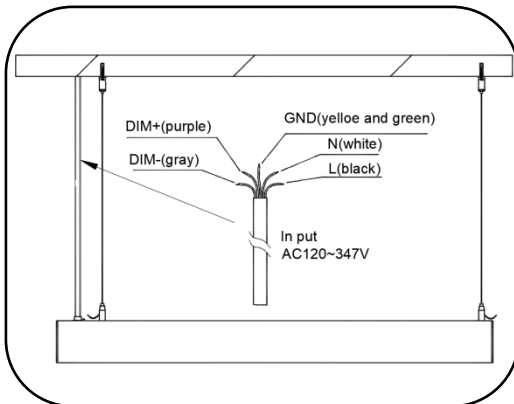 GND(yelloe and green)
DIM+(purple)
N(white)
DIM-(gray)
L(black)
In put
AC120~347V